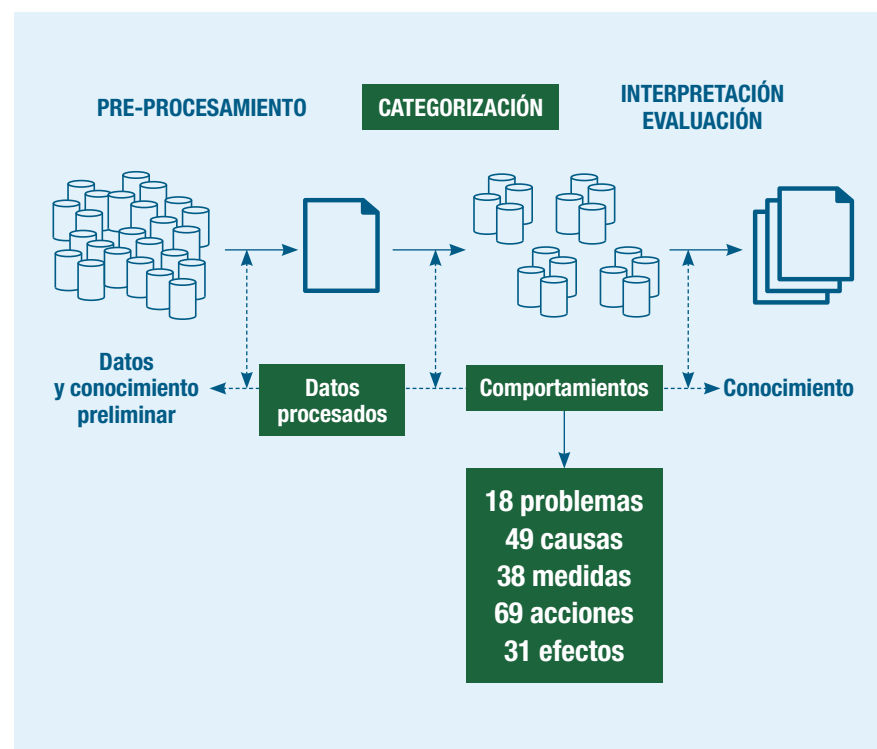 PRE-PROCESAMIENTO
CATEGORIZACIÓN
INTERPRETACIÓN
EVALUACIÓN
Datos
y conocimiento
preliminar
Datos
procesados
Comportamientos
Conocimiento
18 problemas
49 causas
38 medidas
69 acciones
31 efectos